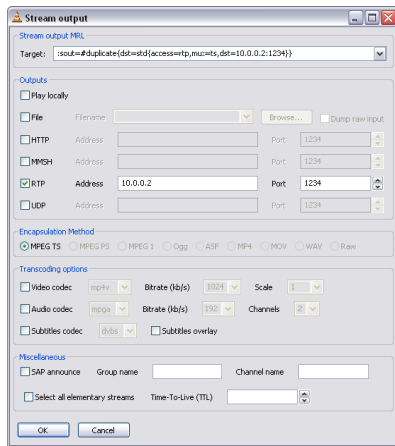 Stream output
Stream output MRL
Target: :sout=#duplicate{dst=std{access=rtp,mux=ts,dst=10.0.0.2:1234}}
Outputs
Play locally
File Filename Browse... Dump raw input
HTTP Address Port 1234
MMSH Address Port 1234
RTP Address 10.0.0.2 Port 1234
UDP Address Port 1234
Encapsulation Method
MPEG TS MPEG PS MPEG 1 Ogg ASF MP4 MOV WAV Raw
Transcoding options
Video codec mp4v Bitrate (kb/s) 1024 Scale 1
Audio codec mpga Bitrate (kb/s) 192 Channels 2
Subtitles codec dvbs Subtitles overlay
Miscellaneous
SAP announce Group name Channel name
Select all elementary streams Time-To-Live (TTL)
OK Cancel